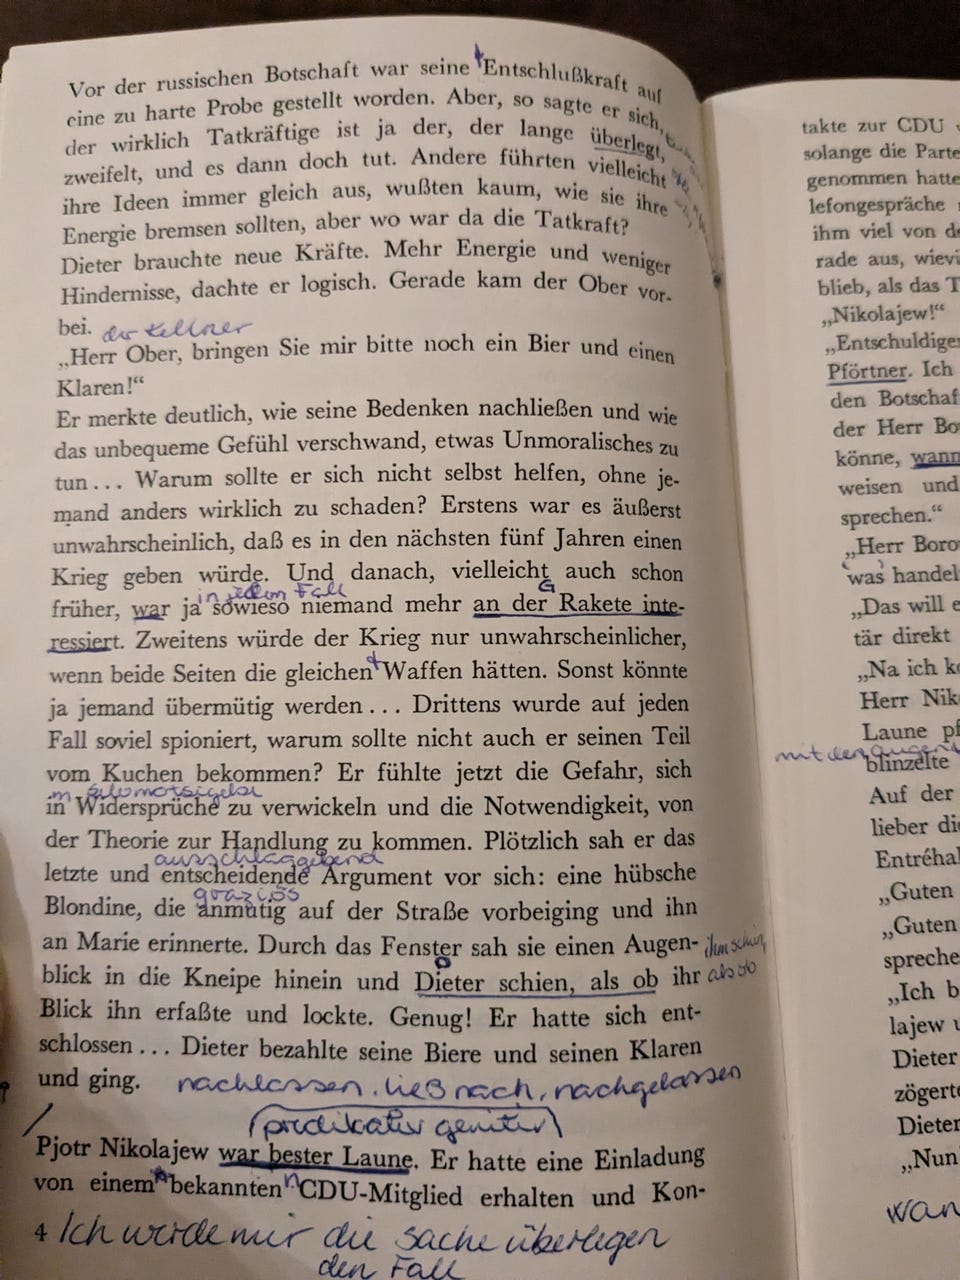 Vor der russischen Botschaft war seine Entschlußkraft auf
eine zu harte Probe gestellt worden. Aber, so sagte er sich,
der wirklich Tatkräftige ist ja der, der lange überlegt,
zweifelt, und es dann doch tut. Andere führten vielleicht
ihre Ideen immer gleich aus, wußten kaum, wie sie ihre
Energie bremsen sollten, aber wo war da die Tatkraft?
Dieter brauchte neue Kräfte. Mehr Energie und weniger
Hindernisse, dachte er logisch. Gerade kam der Ober vor-
bei. der Kellner
„Herr Ober, bringen Sie mir bitte noch ein Bier und einen
Klaren!“
Er merkte deutlich, wie seine Bedenken nachließen und wie
das unbequeme Gefühl verschwand, etwas Unmoralisches zu
tun... Warum sollte er sich nicht selbst helfen, ohne je-
mand anders wirklich zu schaden? Erstens war es äußerst
unwahrscheinlich, daß es in den nächsten fünf Jahren einen
Krieg geben würde. Und danach, vielleicht auch schon
in jedem Fall G
früher, war ja sowieso niemand mehr an der Rakete inte-
ressiert. Zweitens würde der Krieg nur unwahrscheinlicher,
wenn beide Seiten die gleichen Waffen hätten. Sonst könnte
ja jemand übermütig werden... Drittens wurde auf jeden
Fall soviel spioniert, warum sollte nicht auch er seinen Teil
vom Kuchen bekommen? Er fühlte jetzt die Gefahr, sich
in Widersprüche zu verwickeln und die Notwendigkeit, von
der Theorie zur Handlung zu kommen. Plötzlich sah er das
ausschlaggebend
letzte und entscheidende Argument vor sich: eine hübsche
graziös
Blondine, die anmutig auf der Straße vorbeiging und ihn
an Marie erinnerte. Durch das Fenster sah sie einen Augen- ihm schien
D
blick in die Kneipe hinein und Dieter schien, als ob ihr als ob
Blick ihn erfaßte und lockte. Genug! Er hatte sich ent-
schlossen... Dieter bezahlte seine Biere und seinen Klaren
und ging. nachlassen, ließ nach, nachgelassen
prädikativ genitiv
Pjotr Nikolajew war bester Laune. Er hatte eine Einladung
von einem bekannten n CDU-Mitglied erhalten und Kon-
4 Ich werde mir die Sache überlegen
den Fall
takte zur CDU
solange die Parte
genommen hatte
lefongespräche
ihm viel von de
rade aus, wievi
blieb, als das T
„Nikolajew!“
„Entschuldigen
Pförtner. Ich
den Botschaf
der Herr Bo
könne, wann
weisen und
sprechen.“
„Herr Boro
was handel
„Das will e
tär direkt
„Na ich k
Herr Nik
Laune pf
mit den Augen
blinzelte
Auf der
lieber di
Entréhal
„Guten
„Guten
spreche
„Ich b
lajew u
Dieter
zögerte
Dieter
„Nun
wan